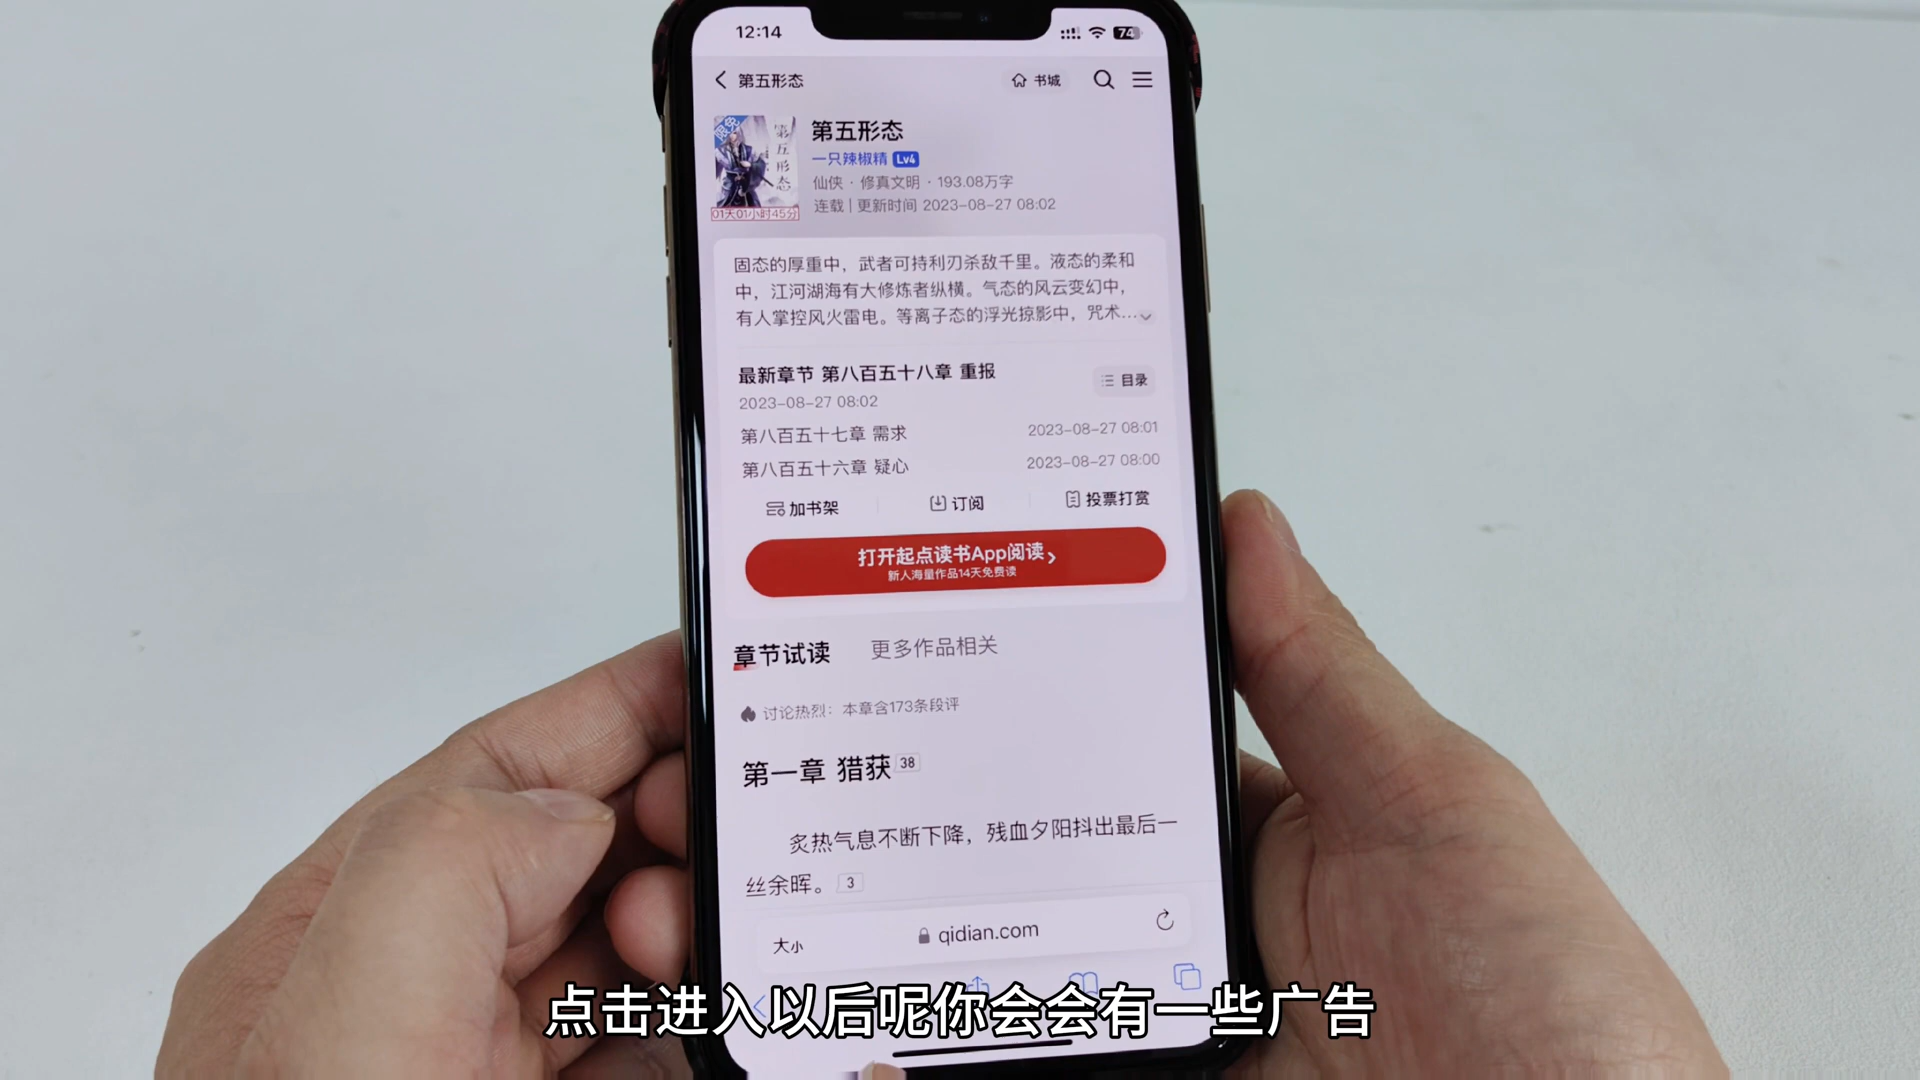 12:14
74
第五形态
书城
限免
第五形态
01天01小时45分
第五形态
一只辣椒精 Lv4
仙侠 · 修真文明 · 193.08万字
连载 | 更新时间 2023-08-27 08:02
固态的厚重中，武者可持利刃杀敌千里。液态的柔和
中，江河湖海有大修炼者纵横。气态的风云变幻中，
有人掌控风火雷电。等离子态的浮光掠影中，咒术...
最新章节 第八百五十八章 重报
目录
2023-08-27 08:02
第八百五十七章 需求 2023-08-27 08:01
第八百五十六章 疑心 2023-08-27 08:00
加书架 订阅 投票打赏
打开起点读书App阅读
新人海量作品14天免费读
章节试读 更多作品相关
讨论热烈：本章含173条段评
第一章 猎获 38
炙热气息不断下降，残血夕阳抖出最后一
丝余晖。 3
大小 qidian.com
点击进入以后呢你会会有一些广告